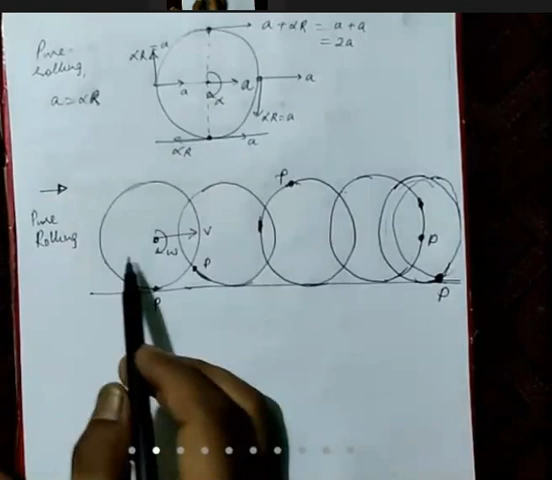 Pure
rolling,
a = αR
a + αR = a + a
= 2a
αR = a
a
a
α
a
αR = a
αR
a
Pure
Rolling
ω
v
P
P
P
P
P